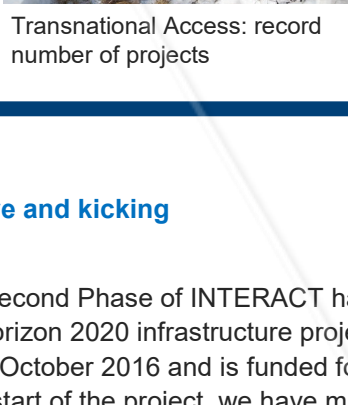 Transnational Access: record
number of projects
e and kicking
econd Phase of INTERACT ha
orizon 2020 infrastructure proj
October 2016 and is funded fo
start of the project, we have m